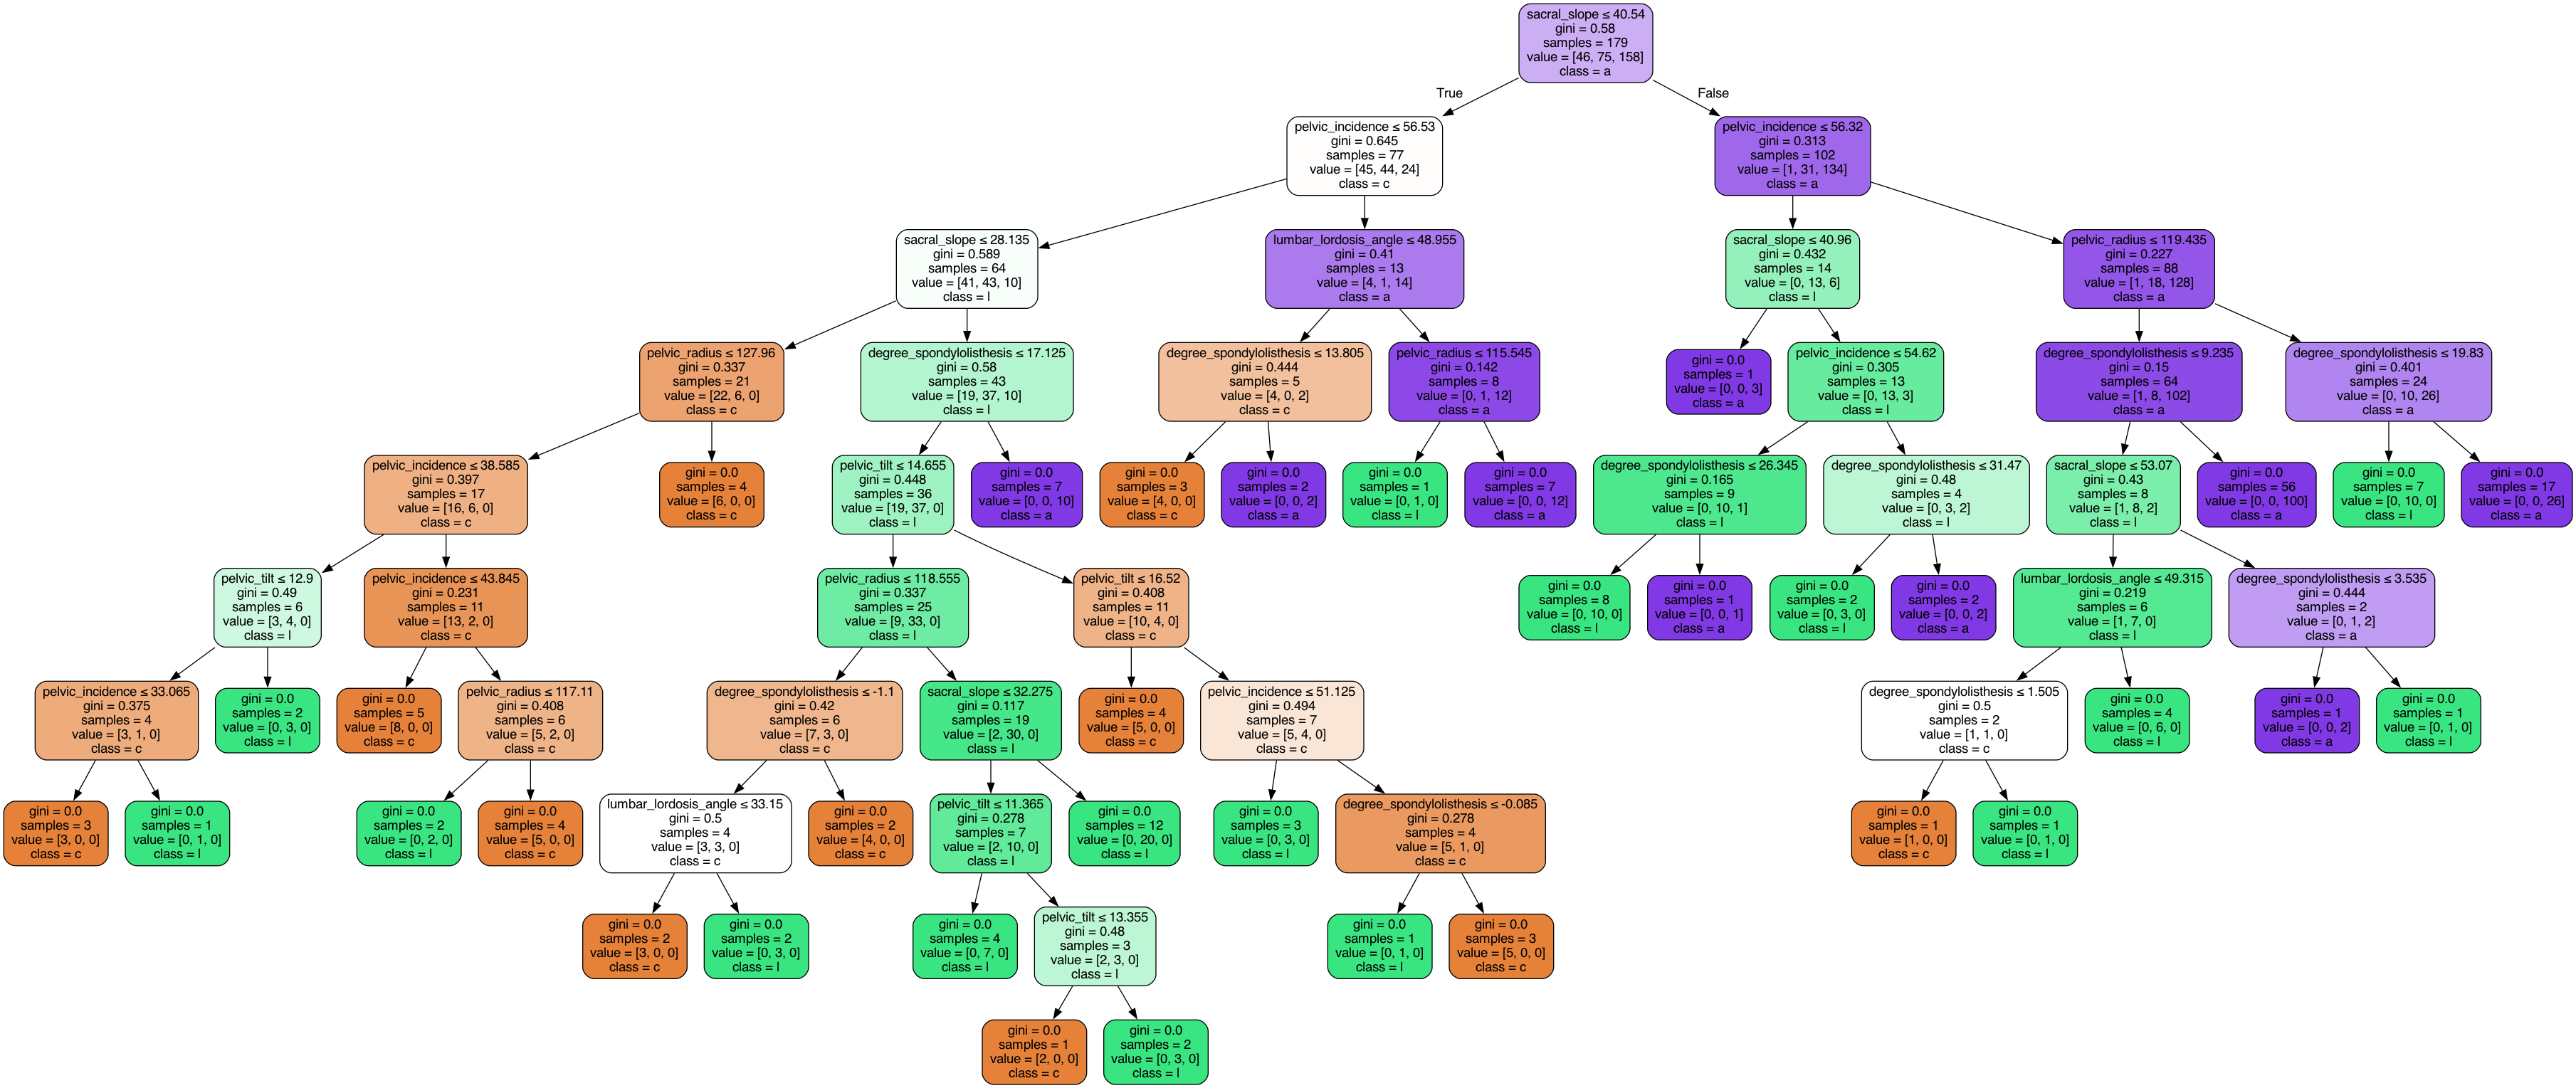 sacral_slope ≤ 40.54
gini = 0.58
samples = 179
value = [46, 75, 158]
class = a
True
False
pelvic_incidence ≤ 56.53
gini = 0.645
samples = 77
value = [45, 44, 24]
class = c
pelvic_incidence ≤ 56.32
gini = 0.313
samples = 102
value = [1, 31, 134]
class = a
sacral_slope ≤ 28.135
gini = 0.589
samples = 64
value = [41, 43, 10]
class = l
lumbar_lordosis_angle ≤ 48.955
gini = 0.41
samples = 13
value = [4, 1, 14]
class = a
sacral_slope ≤ 40.96
gini = 0.432
samples = 14
value = [0, 13, 6]
class = l
pelvic_radius ≤ 119.435
gini = 0.227
samples = 88
value = [1, 18, 128]
class = a
pelvic_radius ≤ 127.96
gini = 0.337
samples = 21
value = [22, 6, 0]
class = c
degree_spondylolisthesis ≤ 17.125
gini = 0.58
samples = 43
value = [19, 37, 10]
class = l
degree_spondylolisthesis ≤ 13.805
gini = 0.444
samples = 5
value = [4, 0, 2]
class = c
pelvic_radius ≤ 115.545
gini = 0.142
samples = 8
value = [0, 1, 12]
class = a
gini = 0.0
samples = 1
value = [0, 0, 3]
class = a
pelvic_incidence ≤ 54.62
gini = 0.305
samples = 13
value = [0, 13, 3]
class = l
degree_spondylolisthesis ≤ 9.235
gini = 0.15
samples = 64
value = [1, 8, 102]
class = a
degree_spondylolisthesis ≤ 19.83
gini = 0.401
samples = 24
value = [0, 10, 26]
class = a
pelvic_incidence ≤ 38.585
gini = 0.397
samples = 17
value = [16, 6, 0]
class = c
gini = 0.0
samples = 4
value = [6, 0, 0]
class = c
pelvic_tilt ≤ 14.655
gini = 0.448
samples = 36
value = [19, 37, 0]
class = l
gini = 0.0
samples = 7
value = [0, 0, 10]
class = a
gini = 0.0
samples = 3
value = [4, 0, 0]
class = c
gini = 0.0
samples = 2
value = [0, 0, 2]
class = a
gini = 0.0
samples = 1
value = [0, 1, 0]
class = l
gini = 0.0
samples = 7
value = [0, 0, 12]
class = a
degree_spondylolisthesis ≤ 26.345
gini = 0.165
samples = 9
value = [0, 10, 1]
class = l
degree_spondylolisthesis ≤ 31.47
gini = 0.48
samples = 4
value = [0, 3, 2]
class = l
sacral_slope ≤ 53.07
gini = 0.43
samples = 8
value = [1, 8, 2]
class = l
gini = 0.0
samples = 56
value = [0, 0, 100]
class = a
gini = 0.0
samples = 7
value = [0, 10, 0]
class = l
gini = 0.0
samples = 17
value = [0, 0, 26]
class = a
pelvic_tilt ≤ 12.9
gini = 0.49
samples = 6
value = [3, 4, 0]
class = l
pelvic_incidence ≤ 43.845
gini = 0.231
samples = 11
value = [13, 2, 0]
class = c
pelvic_radius ≤ 118.555
gini = 0.337
samples = 25
value = [9, 33, 0]
class = l
pelvic_tilt ≤ 16.52
gini = 0.408
samples = 11
value = [10, 4, 0]
class = c
gini = 0.0
samples = 8
value = [0, 10, 0]
class = l
gini = 0.0
samples = 1
value = [0, 0, 1]
class = a
gini = 0.0
samples = 2
value = [0, 3, 0]
class = l
gini = 0.0
samples = 2
value = [0, 0, 2]
class = a
lumbar_lordosis_angle ≤ 49.315
gini = 0.219
samples = 6
value = [1, 7, 0]
class = l
degree_spondylolisthesis ≤ 3.535
gini = 0.444
samples = 2
value = [0, 1, 2]
class = a
pelvic_incidence ≤ 33.065
gini = 0.375
samples = 4
value = [3, 1, 0]
class = c
gini = 0.0
samples = 2
value = [0, 3, 0]
class = l
gini = 0.0
samples = 5
value = [8, 0, 0]
class = c
pelvic_radius ≤ 117.11
gini = 0.408
samples = 6
value = [5, 2, 0]
class = c
degree_spondylolisthesis ≤ -1.1
gini = 0.42
samples = 6
value = [7, 3, 0]
class = c
sacral_slope ≤ 32.275
gini = 0.117
samples = 19
value = [2, 30, 0]
class = l
gini = 0.0
samples = 4
value = [5, 0, 0]
class = c
pelvic_incidence ≤ 51.125
gini = 0.494
samples = 7
value = [5, 4, 0]
class = c
degree_spondylolisthesis ≤ 1.505
gini = 0.5
samples = 2
value = [1, 1, 0]
class = c
gini = 0.0
samples = 4
value = [0, 6, 0]
class = l
gini = 0.0
samples = 1
value = [0, 0, 2]
class = a
gini = 0.0
samples = 1
value = [0, 1, 0]
class = l
gini = 0.0
samples = 3
value = [3, 0, 0]
class = c
gini = 0.0
samples = 1
value = [0, 1, 0]
class = l
gini = 0.0
samples = 2
value = [0, 2, 0]
class = l
gini = 0.0
samples = 4
value = [5, 0, 0]
class = c
lumbar_lordosis_angle ≤ 33.15
gini = 0.5
samples = 4
value = [3, 3, 0]
class = c
gini = 0.0
samples = 2
value = [4, 0, 0]
class = c
pelvic_tilt ≤ 11.365
gini = 0.278
samples = 7
value = [2, 10, 0]
class = l
gini = 0.0
samples = 12
value = [0, 20, 0]
class = l
gini = 0.0
samples = 3
value = [0, 3, 0]
class = l
degree_spondylolisthesis ≤ -0.085
gini = 0.278
samples = 4
value = [5, 1, 0]
class = c
gini = 0.0
samples = 1
value = [1, 0, 0]
class = c
gini = 0.0
samples = 1
value = [0, 1, 0]
class = l
gini = 0.0
samples = 2
value = [3, 0, 0]
class = c
gini = 0.0
samples = 2
value = [0, 3, 0]
class = l
gini = 0.0
samples = 4
value = [0, 7, 0]
class = l
pelvic_tilt ≤ 13.355
gini = 0.48
samples = 3
value = [2, 3, 0]
class = l
gini = 0.0
samples = 1
value = [0, 1, 0]
class = l
gini = 0.0
samples = 3
value = [5, 0, 0]
class = c
gini = 0.0
samples = 1
value = [2, 0, 0]
class = c
gini = 0.0
samples = 2
value = [0, 3, 0]
class = l